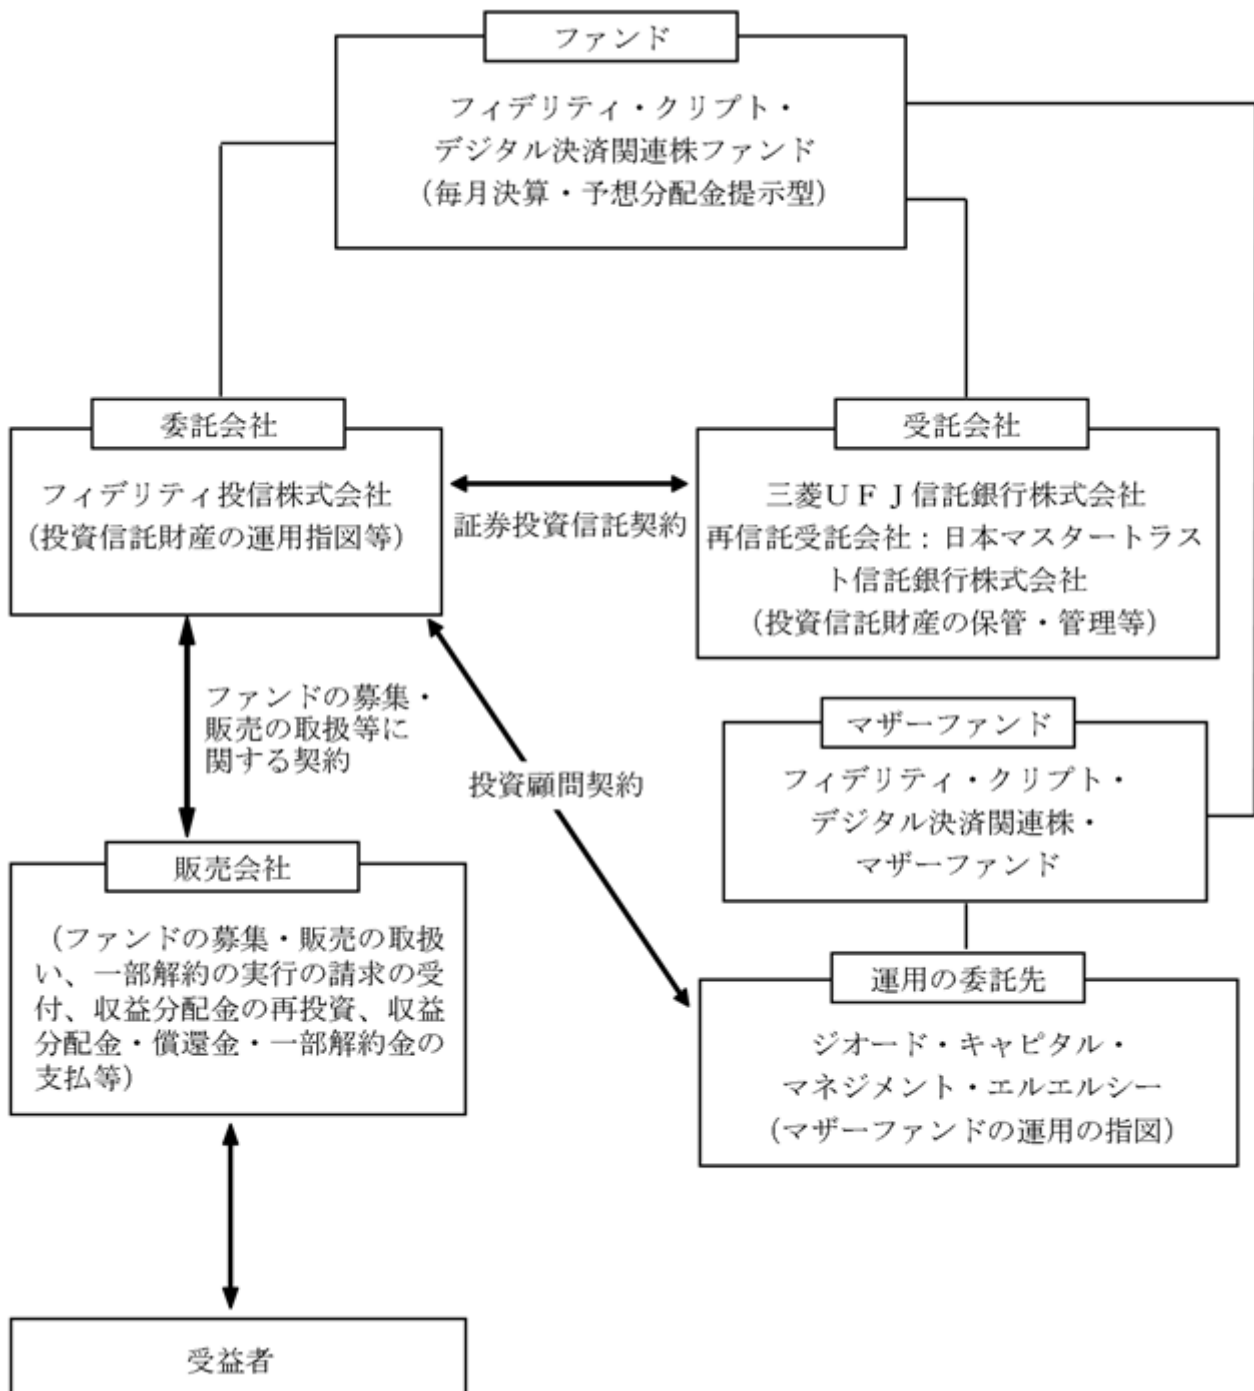 ファンド
フィデリティ・クリプト・
デジタル決済関連株ファンド
（毎月決算・予想分配金提示型）
委託会社
フィデリティ投信株式会社
（投資信託財産の運用指図等）
証券投資信託契約
受託会社
三菱ＵＦＪ信託銀行株式会社
再信託受託会社：日本マスタートラス
ト信託銀行株式会社
（投資信託財産の保管・管理等）
ファンドの募集・
販売の取扱等に
関する契約
投資顧問契約
マザーファンド
フィデリティ・クリプト・
デジタル決済関連株・
マザーファンド
販売会社
（ファンドの募集・販売の取扱
い、一部解約の実行の請求の受
付、収益分配金の再投資、収益
分配金・償還金・一部解約金の
支払等）
運用の委託先
ジオード・キャピタル・
マネジメント・エルエルシー
（マザーファンドの運用の指図）
受益者